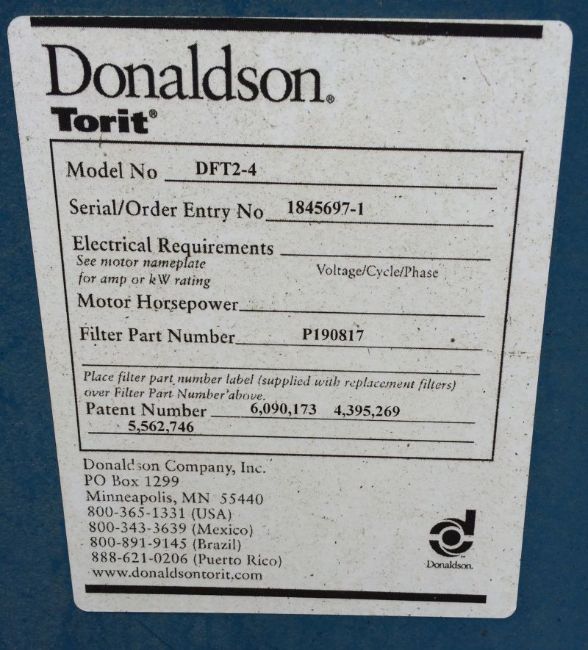 Donaldson®
Torit®
Model No DFT2-4
Serial/Order Entry No 1845697-1
Electrical Requirements
See motor nameplate
for amp or kW rating
Voltage/Cycle/Phase
Motor Horsepower
Filter Part Number P190817
Place filter part number label (supplied with replacement filters)
over Filter Part Number above.
Patent Number 6,090,173 4,395,269
5,562,746
Donaldson Company, Inc.
PO Box 1299
Minneapolis, MN 55440
800-365-1331 (USA)
800-343-3639 (Mexico)
800-891-9145 (Brazil)
888-621-0206 (Puerto Rico)
www.donaldsontorit.com
Donaldson.